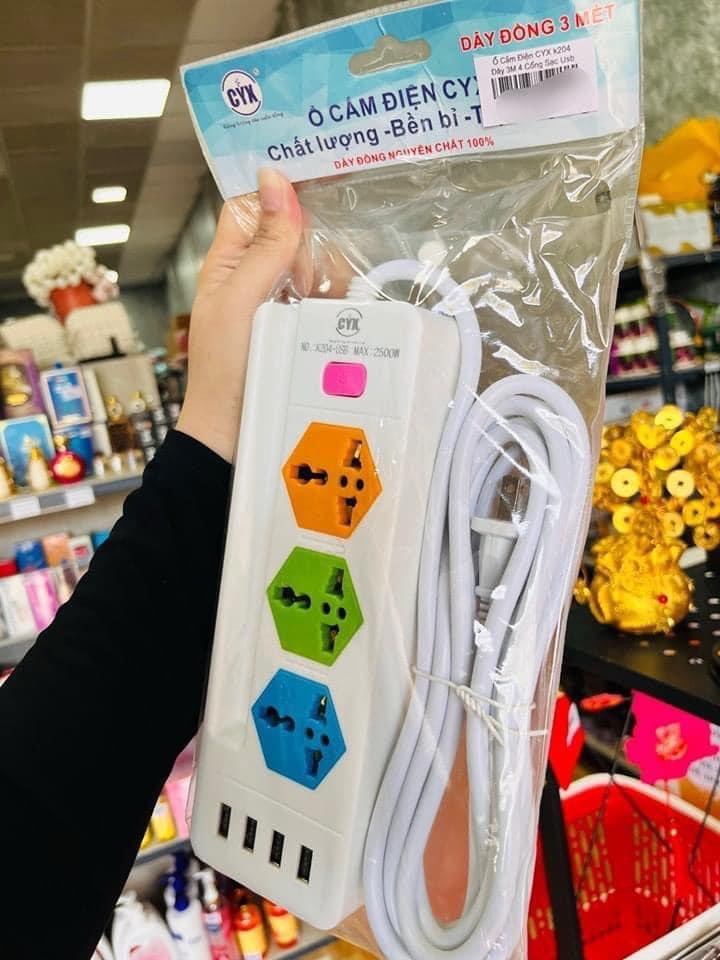 DÂY ĐỒNG 3 MÉT
Ổ Cắm Điện CYX k204
Dây 3M 4 Cổng Sạc Usb
CYX
Ổ CẮM ĐIỆN CY
Chất lượng -Bền bỉ -T
DÂY ĐỒNG NGUYÊN CHẤT 100%
CYX
NO.:K204-USB MAX:2500W